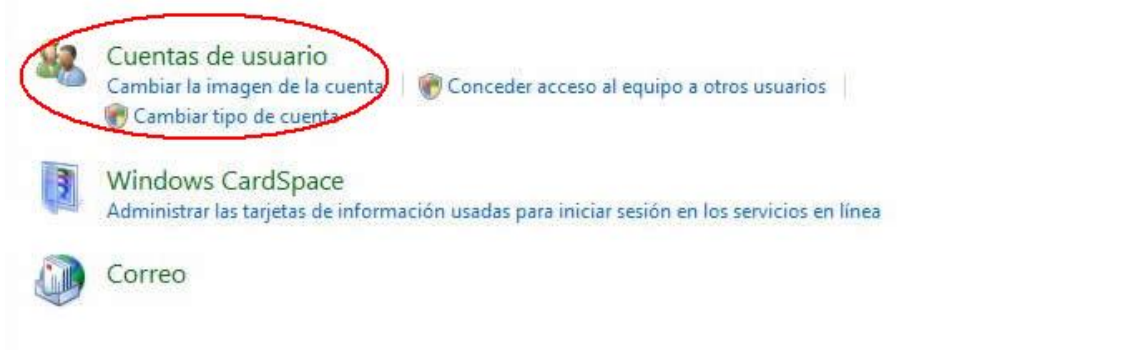 Cuentas de usuario
Cambiar la imagen de la cuenta Conceder acceso al equipo a otros usuarios
Cambiar tipo de cuenta
Windows CardSpace
Administrar las tarjetas de información usadas para iniciar sesión en los servicios en línea
Correo